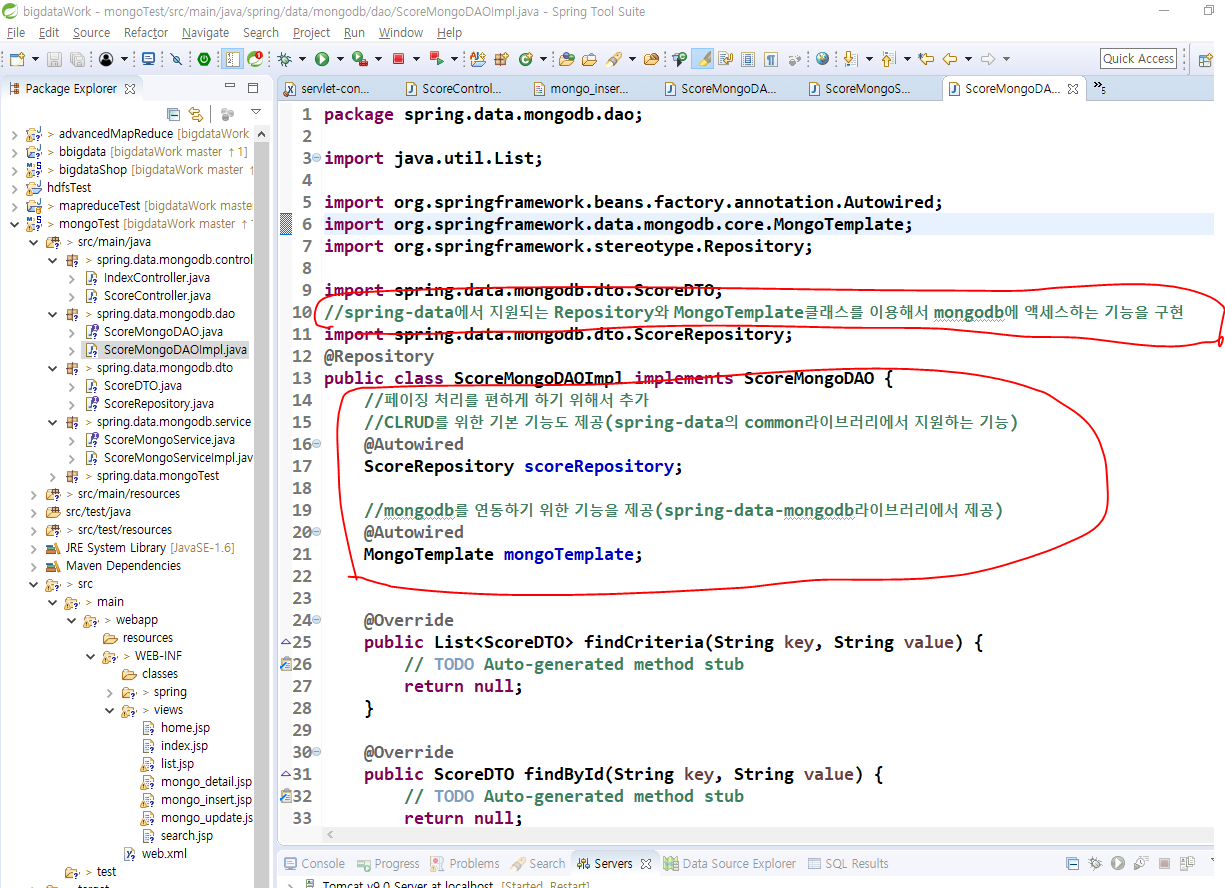 bigdataWork - mongoTest/src/main/java/spring/data/mongodb/dao/ScoreMongoDAOImpl.java - Spring Tool Suite
File Edit Source Refactor Navigate Search Project Run Window Help
Quick Access
Package Explorer
servlet-con... ScoreControl... mongo_inser... ScoreMongoDA... ScoreMongoS... ScoreMongoDA... »5
> advancedMapReduce [bigdataWork
> bbigdata [bigdataWork master ↑1]
> bigdataShop [bigdataWork master ↑
hdfsTest
> mapreduceTest [bigdataWork maste
> mongoTest [bigdataWork master ↑
> src/main/java
> spring.data.mongodb.control
IndexController.java
ScoreController.java
> spring.data.mongodb.dao
ScoreMongoDAO.java
ScoreMongoDAOImpl.java
> spring.data.mongodb.dto
ScoreDTO.java
ScoreRepository.java
> spring.data.mongodb.service
ScoreMongoService.java
ScoreMongoServiceImpl.jav
> spring.data.mongoTest
> src/main/resources
src/test/java
> src/test/resources
JRE System Library [JavaSE-1.6]
Maven Dependencies
> src
> main
> webapp
resources
> WEB-INF
classes
> spring
> views
home.jsp
index.jsp
list.jsp
mongo_detail.jsp
mongo_insert.jsp
mongo_update.js
search.jsp
web.xml
> test
target
1 package spring.data.mongodb.dao;
2
3 import java.util.List;
4
5 import org.springframework.beans.factory.annotation.Autowired;
6 import org.springframework.data.mongodb.core.MongoTemplate;
7 import org.springframework.stereotype.Repository;
8
9 import spring.data.mongodb.dto.ScoreDTO;
10 //spring-data에서 지원되는 Repository와 MongoTemplate클래스를 이용해서 mongodb에 액세스하는 기능을 구현
11 import spring.data.mongodb.dto.ScoreRepository;
12 @Repository
13 public class ScoreMongoDAOImpl implements ScoreMongoDAO {
14 //페이징 처리를 편하게 하기 위해서 추가
15 //CLRUD를 위한 기본 기능도 제공(spring-data의 common라이브러리에서 지원하는 기능)
16 @Autowired
17 ScoreRepository scoreRepository;
18
19 //mongodb를 연동하기 위한 기능을 제공(spring-data-mongodb라이브러리에서 제공)
20 @Autowired
21 MongoTemplate mongoTemplate;
22
23
24 @Override
25 public List<ScoreDTO> findCriteria(String key, String value) {
26 // TODO Auto-generated method stub
27 return null;
28 }
29
30 @Override
31 public ScoreDTO findById(String key, String value) {
32 // TODO Auto-generated method stub
33 return null;
Console Progress Problems Search Servers Data Source Explorer SQL Results
Tomcat v9.0 Server at localhost [Started, Restart]